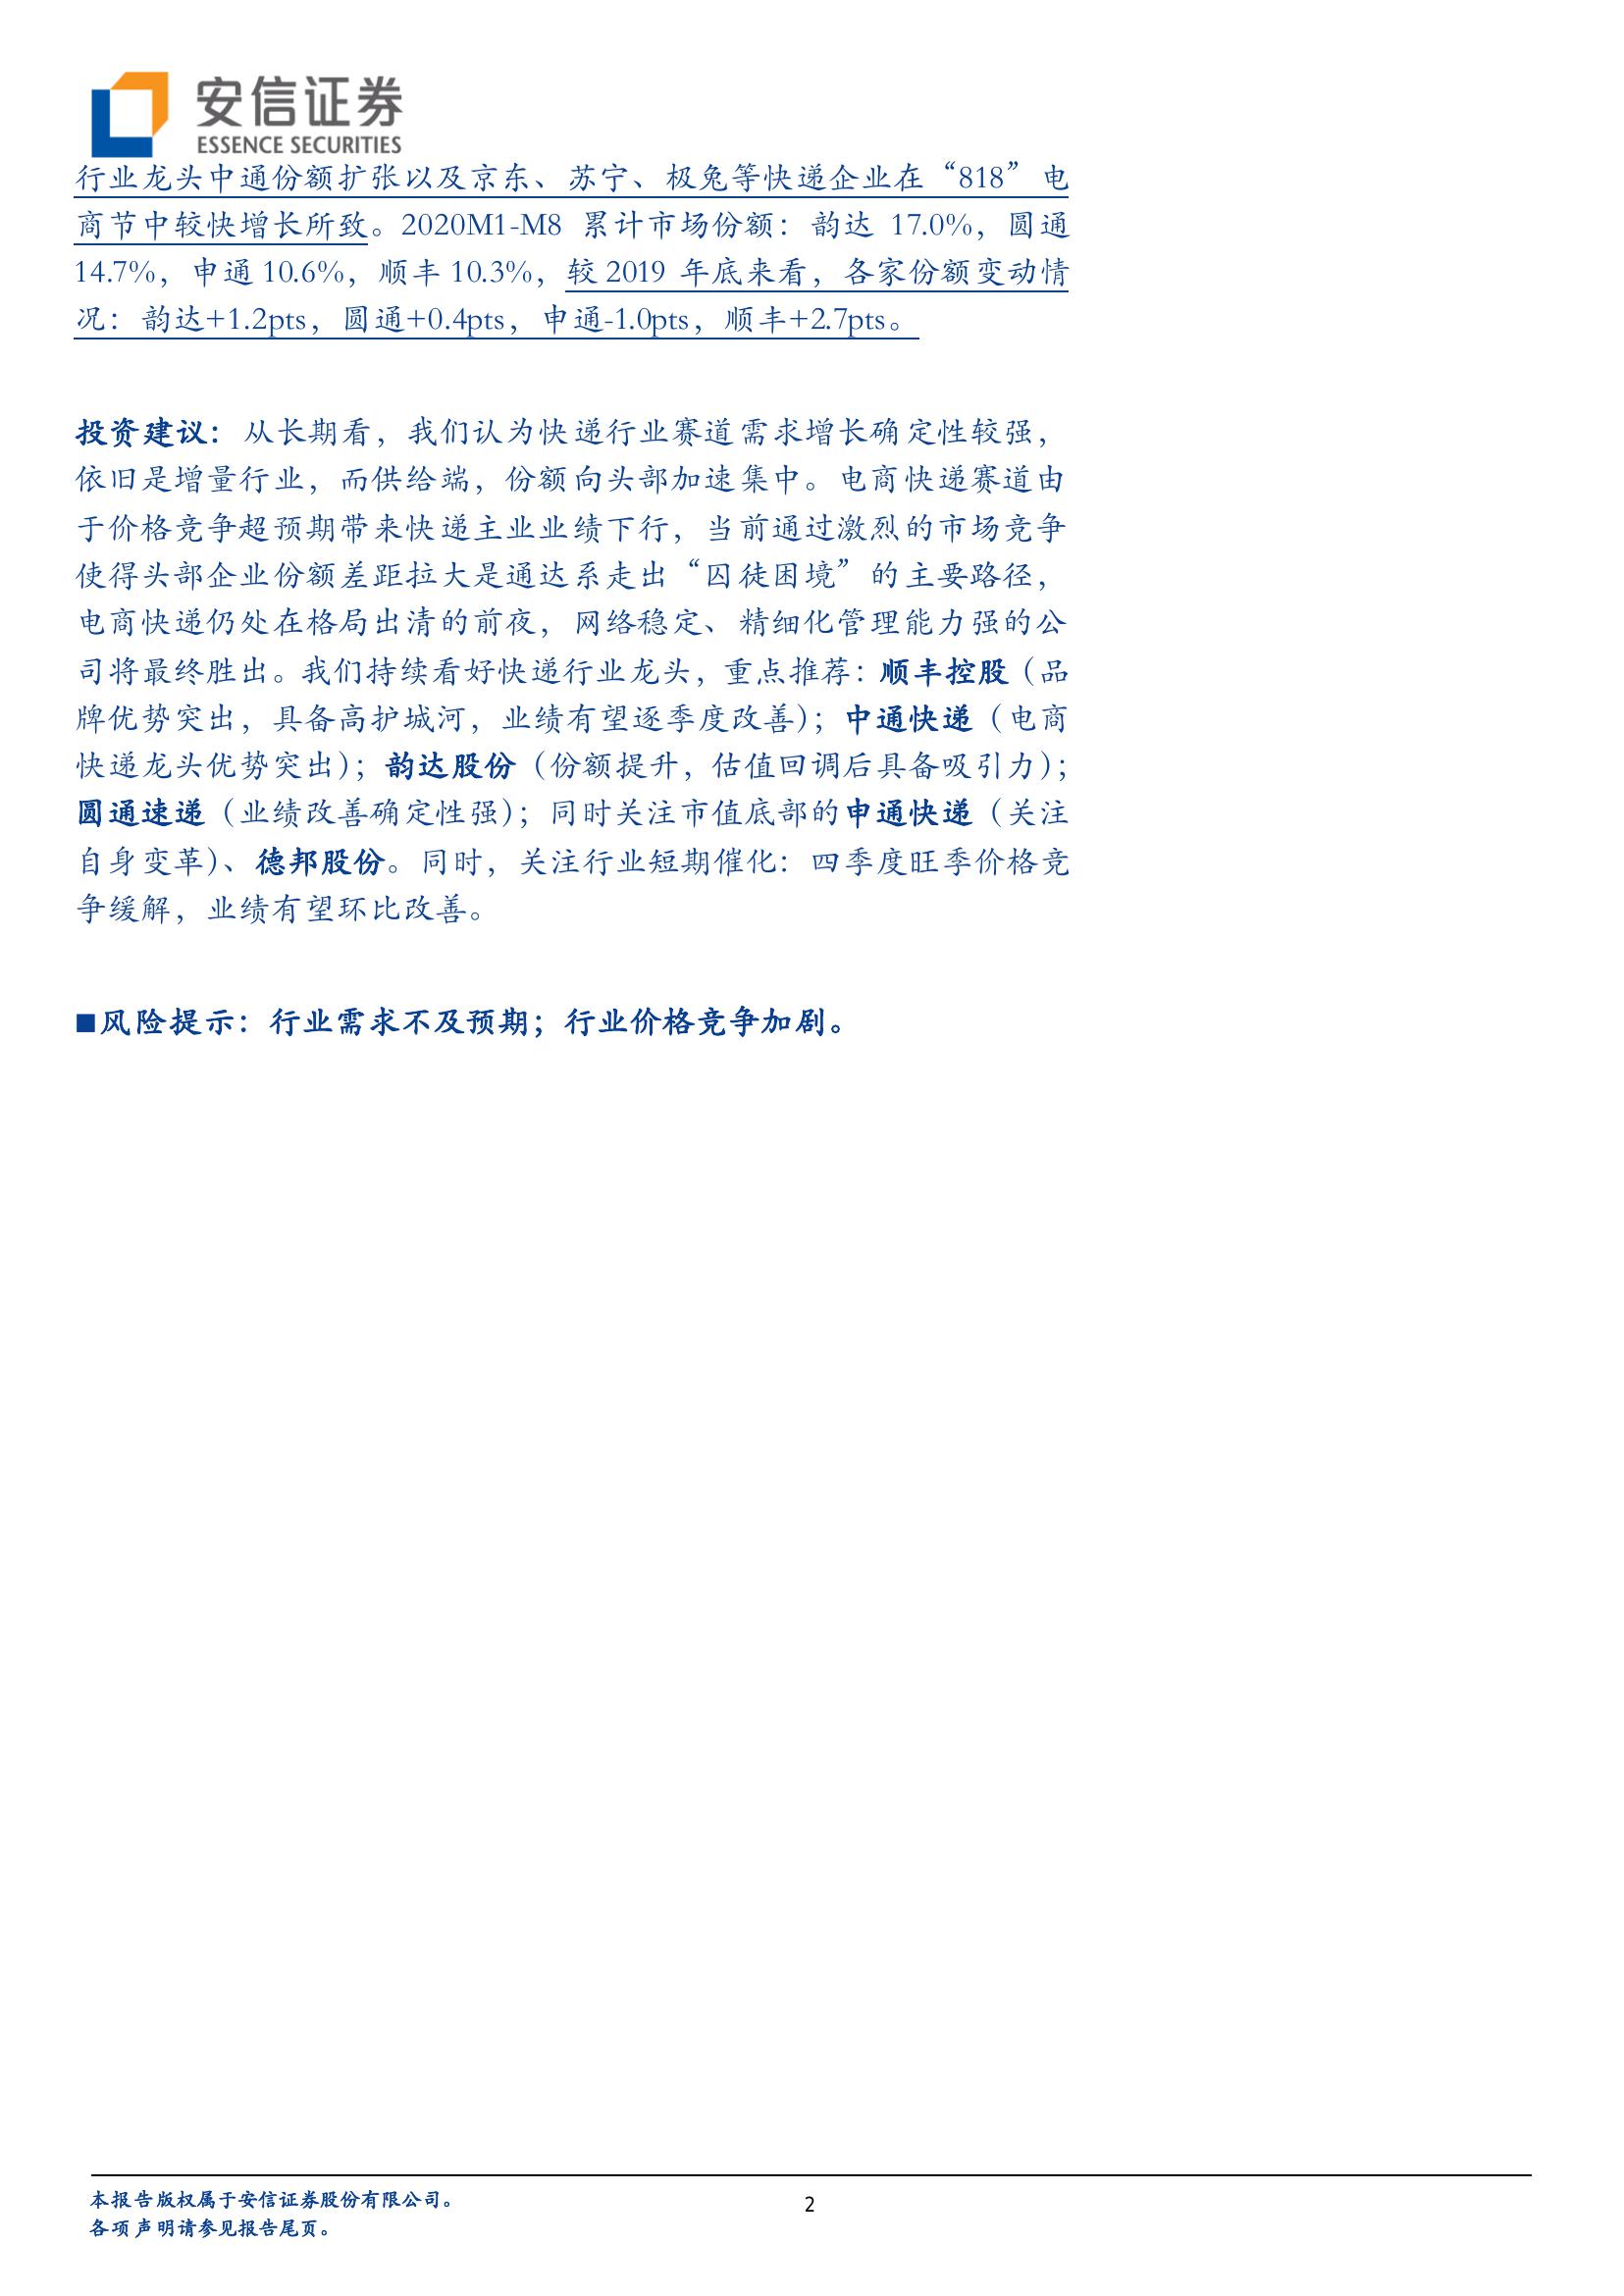 安信证券
ESSENCE SECURITIES
行业龙头中通份额扩张以及京东、苏宁、极兔等快递企业在“818”电
商节中较快增长所致。2020M1-M8 累计市场份额：韵达 17.0%，圆通
14.7%，申通 10.6%，顺丰 10.3%，较 2019 年底来看，各家份额变动情
况：韵达+1.2pts，圆通+0.4pts，申通-1.0pts，顺丰+2.7pts。
投资建议：从长期看，我们认为快递行业赛道需求增长确定性较强，
依旧是增量行业，而供给端，份额向头部加速集中。电商快递赛道由
于价格竞争超预期带来快递主业业绩下行，当前通过激烈的市场竞争
使得头部企业份额差距拉大是通达系走出“囚徒困境”的主要路径，
电商快递仍处在格局出清的前夜，网络稳定、精细化管理能力强的公
司将最终胜出。我们持续看好快递行业龙头，重点推荐：顺丰控股（品
牌优势突出，具备高护城河，业绩有望逐季度改善）；中通快递（电商
快递龙头优势突出）；韵达股份（份额提升，估值回调后具备吸引力）；
圆通速递（业绩改善确定性强）；同时关注市值底部的申通快递（关注
自身变革）、德邦股份。同时，关注行业短期催化：四季度旺季价格竞
争缓解，业绩有望环比改善。
■风险提示：行业需求不及预期；行业价格竞争加剧。
本报告版权属于安信证券股份有限公司。
2
各项声明请参见报告尾页。